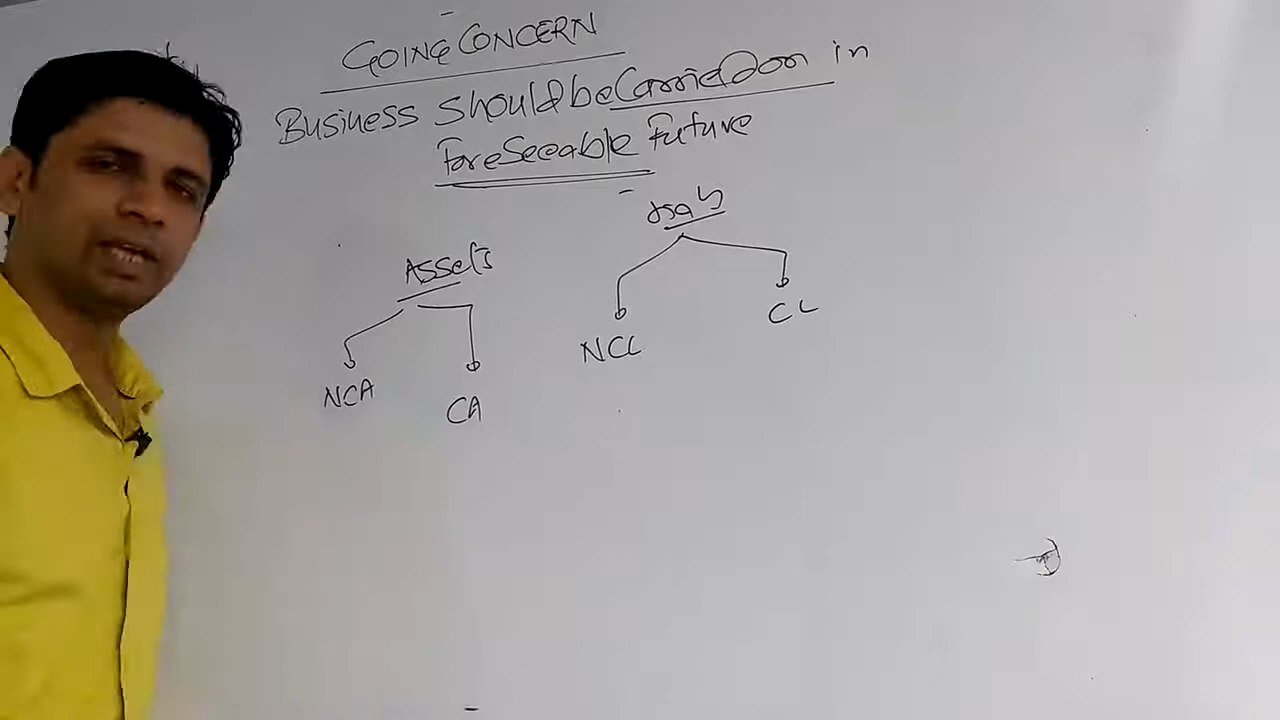 GOING CONCERN
Business should be Carried on in
foreseeable future
Assets
NCA
CA
NCL
CL